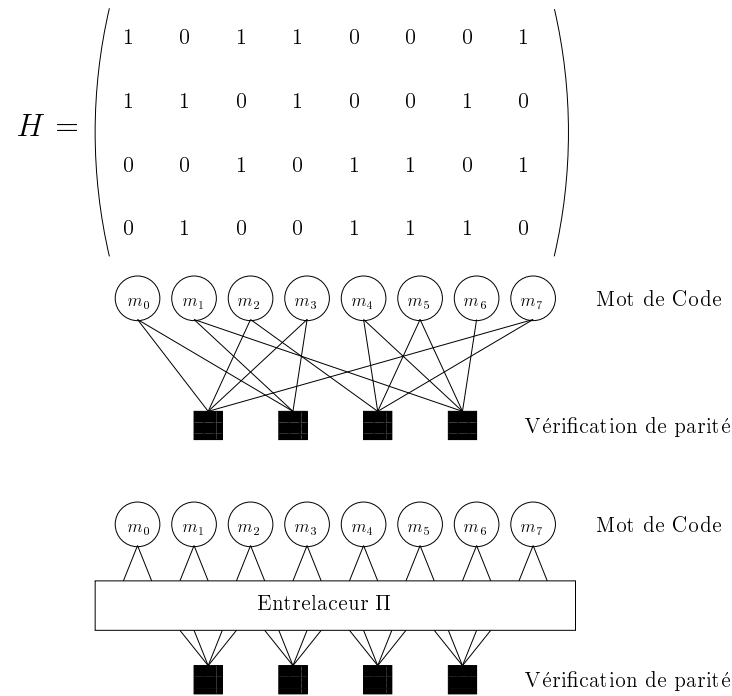 1 0 1 1 0 0 0 1
1 1 0 1 0 0 1 0
H =
0 0 1 0 1 1 0 1
0 1 0 0 1 1 1 0
m0 m1 m2 m3 m4 m5 m6 m7 Mot de Code
Vérification de parité
m0 m1 m2 m3 m4 m5 m6 m7 Mot de Code
Entrelaceur Π
Vérification de parité